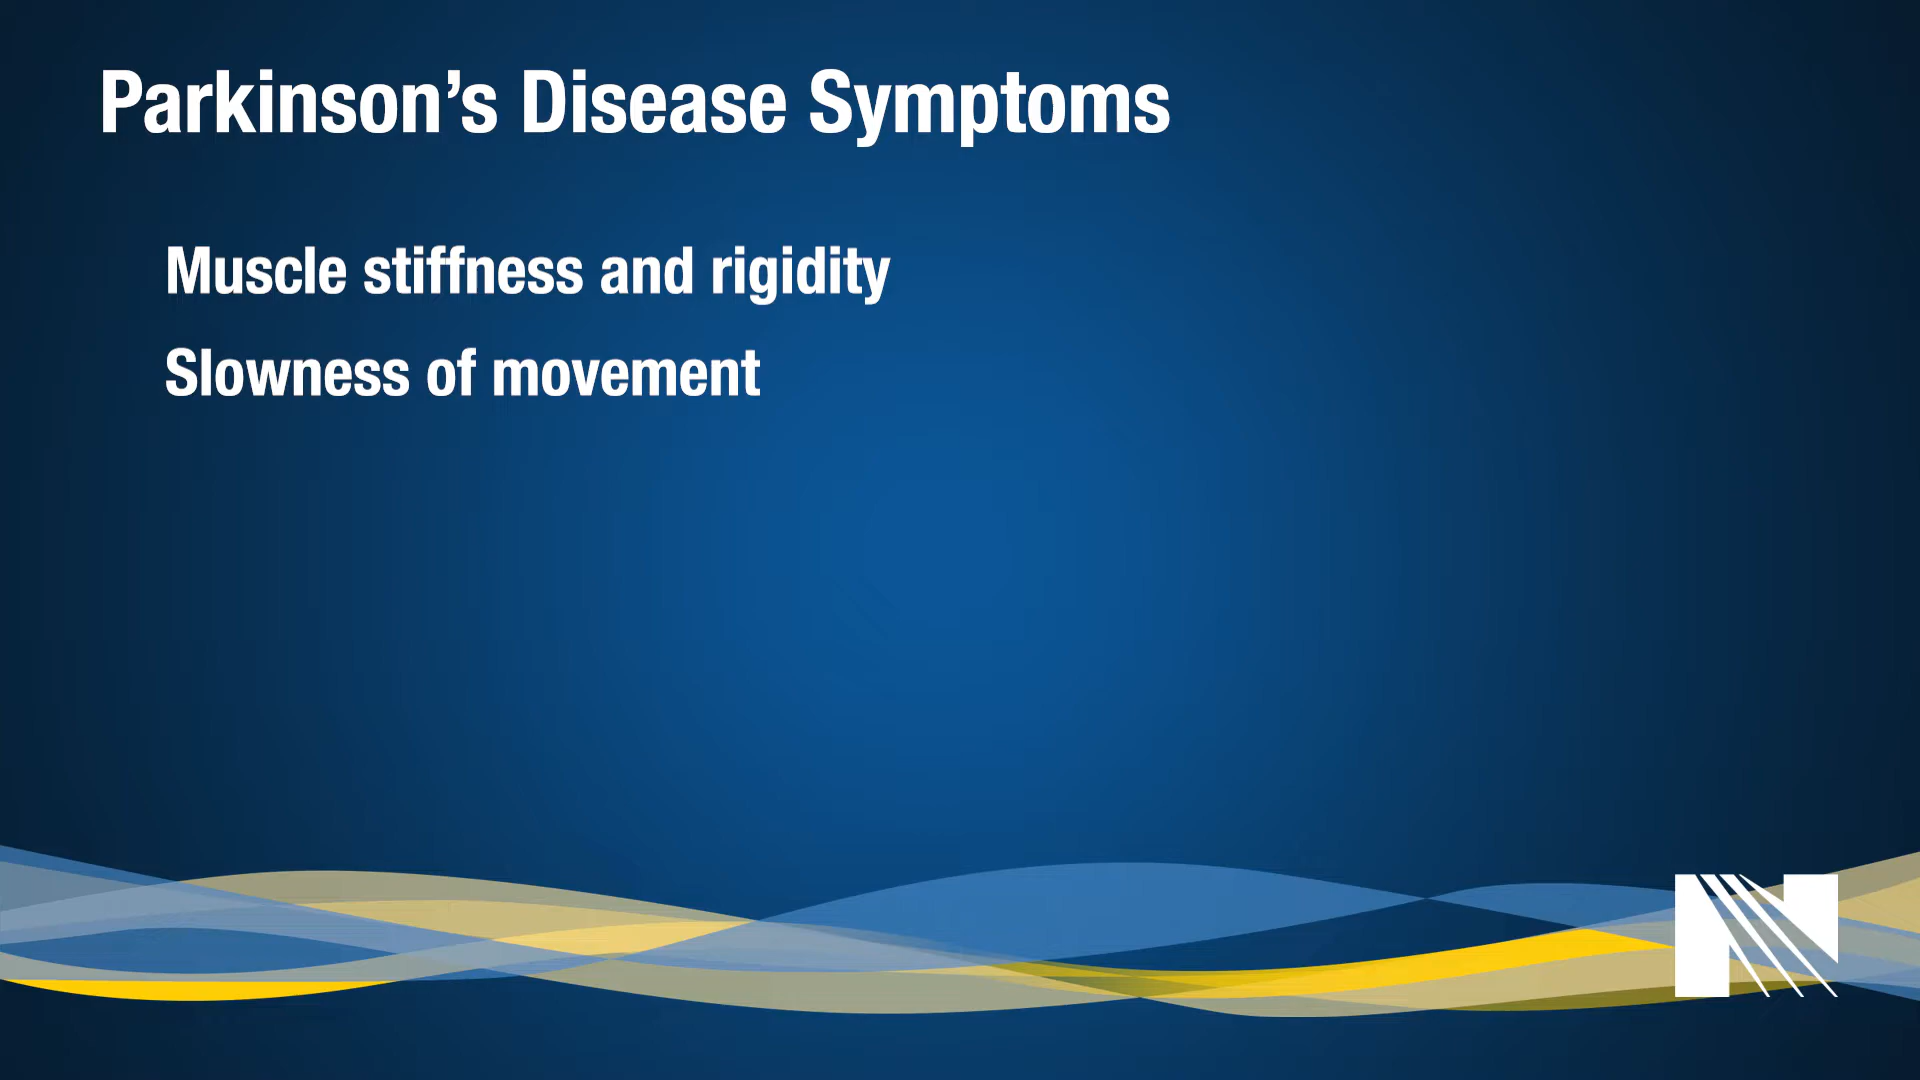 Parkinson’s Disease Symptoms
Muscle stiffness and rigidity
Slowness of movement